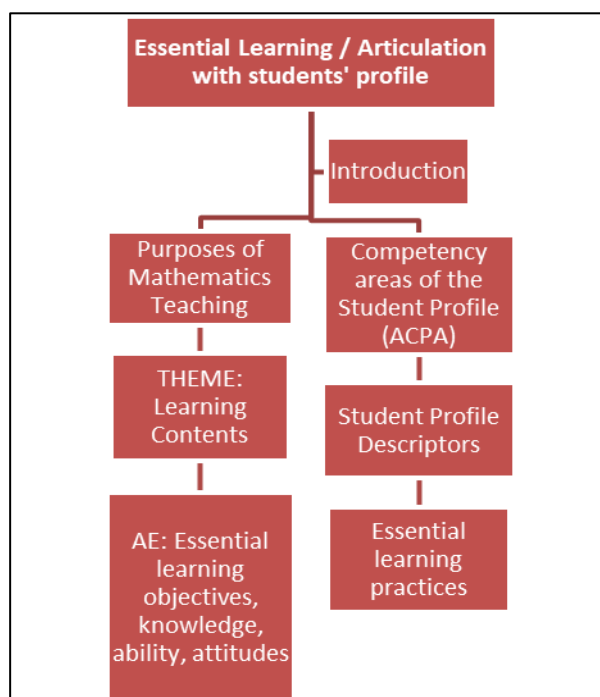 Essential Learning / Articulation
with students' profile
Introduction
Purposes of
Mathematics
Teaching
THEME:
Learning
Contents
AE: Essential
learning
objectives,
knowledge,
ability, attitudes
Competency
areas of the
Student Profile
(ACPA)
Student Profile
Descriptors
Essential
learning
practices